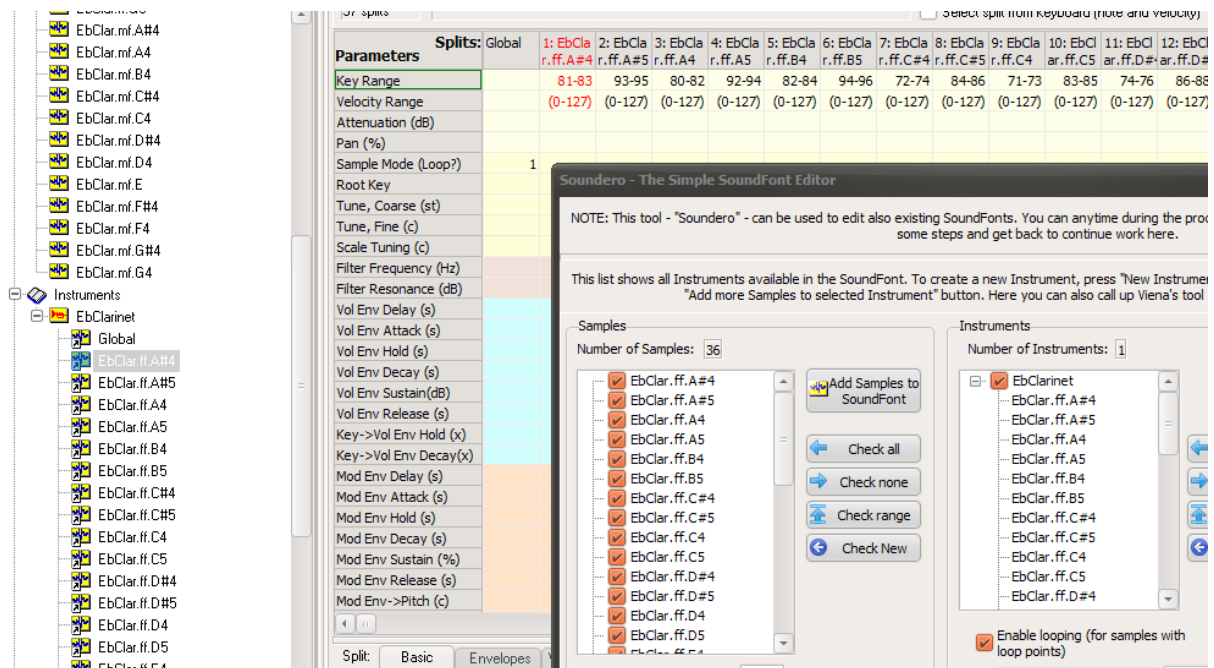 EbClar.mf.A#4
EbClar.mf.A4
EbClar.mf.B4
EbClar.mf.C#4
EbClar.mf.C4
EbClar.mf.D#4
EbClar.mf.D4
EbClar.mf.E
EbClar.mf.F#4
EbClar.mf.F4
EbClar.mf.G#4
EbClar.mf.G4
Instruments
EbClarinet
Global
EbClar.ff.A#4
EbClar.ff.A#5
EbClar.ff.A4
EbClar.ff.A5
EbClar.ff.B4
EbClar.ff.B5
EbClar.ff.C#4
EbClar.ff.C#5
EbClar.ff.C4
EbClar.ff.C5
EbClar.ff.D#4
EbClar.ff.D#5
EbClar.ff.D4
EbClar.ff.D5
37 splits
Select split from Keyboard (note and velocity)
Splits: Global 1: EbCla 2: EbCla 3: EbCla 4: EbCla 5: EbCla 6: EbCla 7: EbCla 8: EbCla 9: EbCla 10: EbCl 11: EbCl 12: EbCl
Parameters r.ff.A#4 r.ff.A#5 r.ff.A4 r.ff.A5 r.ff.B4 r.ff.B5 r.ff.C#4 r.ff.C#5 r.ff.C4 ar.ff.C5 ar.ff.D# ar.ff.D#
Key Range 81-83 93-95 80-82 92-94 82-84 94-96 72-74 84-86 71-73 83-85 74-76 86-88
Velocity Range (0-127) (0-127) (0-127) (0-127) (0-127) (0-127) (0-127) (0-127) (0-127) (0-127) (0-127) (0-127)
Attenuation (dB)
Pan (%)
Sample Mode (Loop?) 1
Root Key
Tune, Coarse (st)
Tune, Fine (c)
Scale Tuning (c)
Filter Frequency (Hz)
Filter Resonance (dB)
Vol Env Delay (s)
Vol Env Attack (s)
Vol Env Hold (s)
Vol Env Decay (s)
Vol Env Sustain(dB)
Vol Env Release (s)
Key->Vol Env Hold (x)
Key->Vol Env Decay(x)
Mod Env Delay (s)
Mod Env Attack (s)
Mod Env Hold (s)
Mod Env Decay (s)
Mod Env Sustain (%)
Mod Env Release (s)
Mod Env->Pitch (c)
Split: Basic Envelopes
Soundero - The Simple SoundFont Editor
NOTE: This tool - "Soundero" - can be used to edit also existing SoundFonts. You can anytime during the proc
some steps and get back to continue work here.
This list shows all Instruments available in the SoundFont. To create a new Instrument, press "New Instrumen
"Add more Samples to selected Instrument" button. Here you can also call up Viena's tool
Samples
Number of Samples: 36
EbClar.ff.A#4
EbClar.ff.A#5
EbClar.ff.A4
EbClar.ff.A5
EbClar.ff.B4
EbClar.ff.B5
EbClar.ff.C#4
EbClar.ff.C#5
EbClar.ff.C4
EbClar.ff.C5
EbClar.ff.D#4
EbClar.ff.D#5
EbClar.ff.D4
EbClar.ff.D5
Add Samples to
SoundFont
Check all
Check none
Check range
Check New
Instruments
Number of Instruments: 1
EbClarinet
EbClar.ff.A#4
EbClar.ff.A#5
EbClar.ff.A4
EbClar.ff.A5
EbClar.ff.B4
EbClar.ff.B5
EbClar.ff.C#4
EbClar.ff.C#5
EbClar.ff.C4
EbClar.ff.C5
EbClar.ff.D#4
Enable looping (for samples with
loop points)